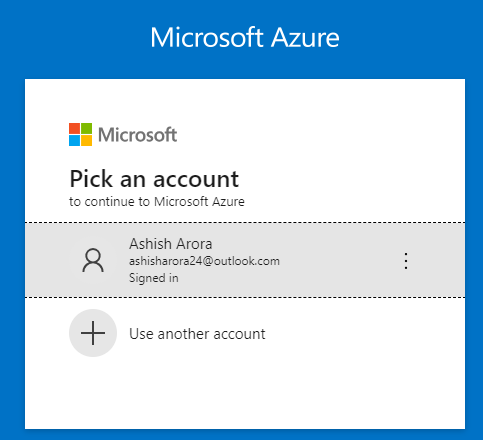 Microsoft Azure
Microsoft
Pick an account
to continue to Microsoft Azure
Ashish Arora
ashisharora24@outlook.com
Signed in
Use another account